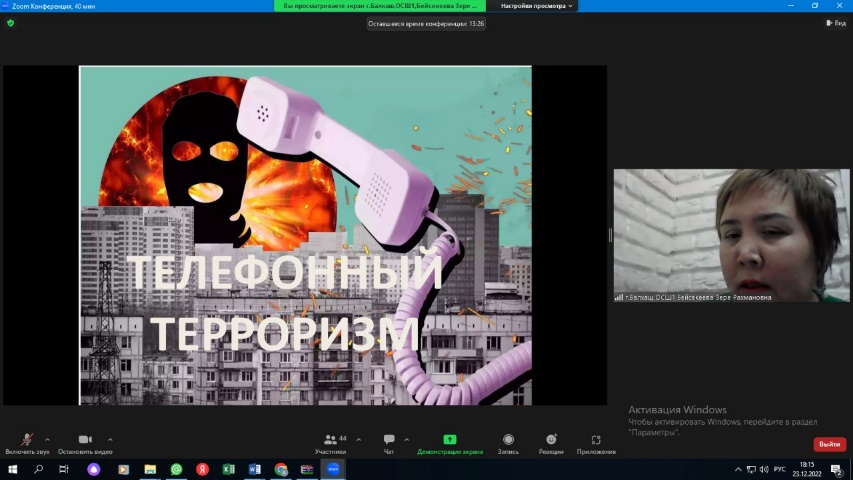 Zoom Конференция, 40 мин
Вы просматриваете экран г.Балхаш,ОСШ1,Бейсекеева Зере ...
Настройки просмотра
Оставшееся время конференции: 13:26
Вид
ТЕЛЕФОННЫЙ
ТЕРРОРИЗМ
г.Балхаш,ОСШ1,Бейсекеева Зере Рахмановна
Активация Windows
Чтобы активировать Windows, перейдите в раздел
"Параметры".
Включить звук
Остановить видео
Участники
44
Чат
Демонстрация экрана
Запись
Реакции
Приложения
Выйти
РУС
18:15
23.12.2022
2